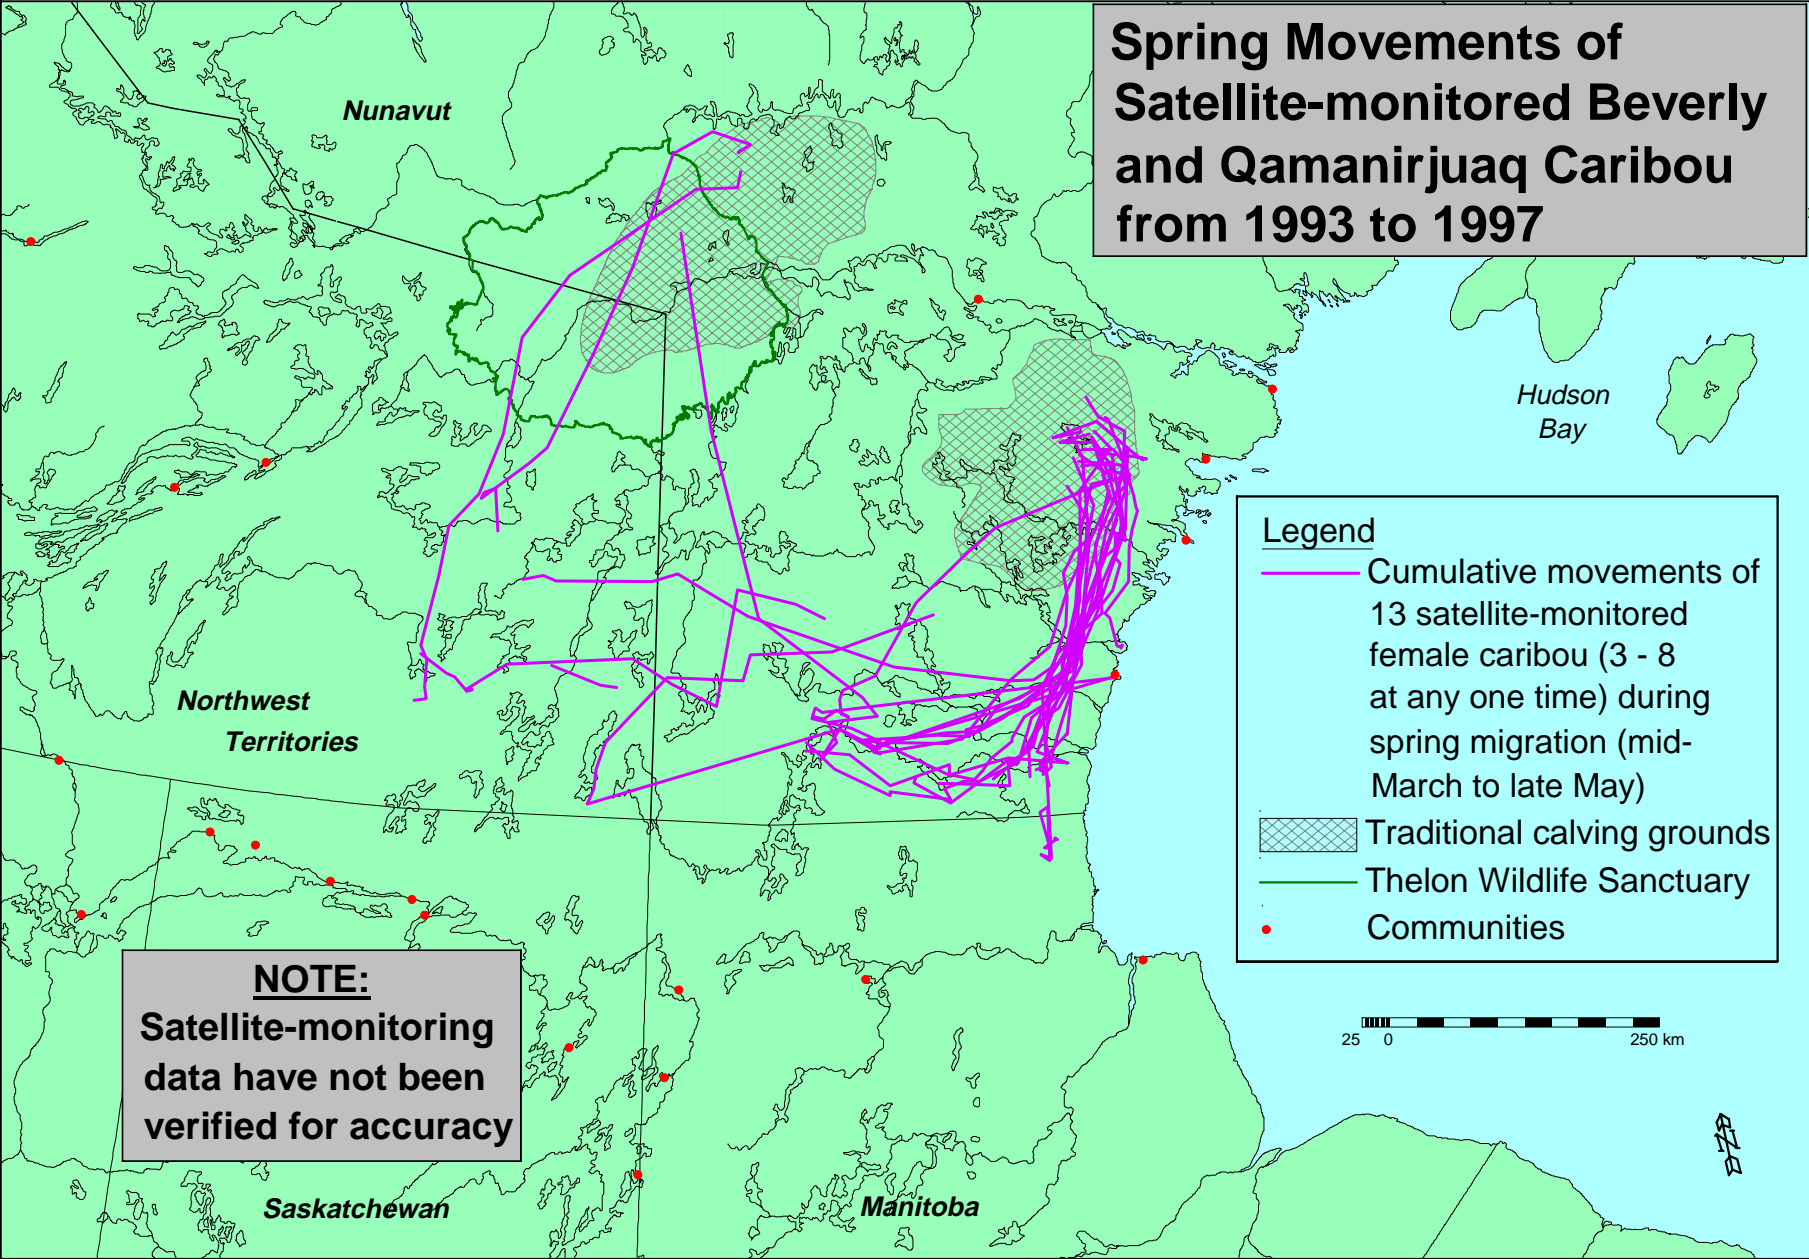 Spring Movements of
Satellite-monitored Beverly
and Qamanirjuaq Caribou
from 1993 to 1997
Nunavut
Hudson
Bay
Legend
Cumulative movements of
13 satellite-monitored
female caribou (3 - 8
at any one time) during
spring migration (mid-
March to late May)
Traditional calving grounds
Thelon Wildlife Sanctuary
Communities
Northwest
Territories
NOTE:
Satellite-monitoring
data have not been
verified for accuracy
25 0 250 km
Saskatchewan
Manitoba